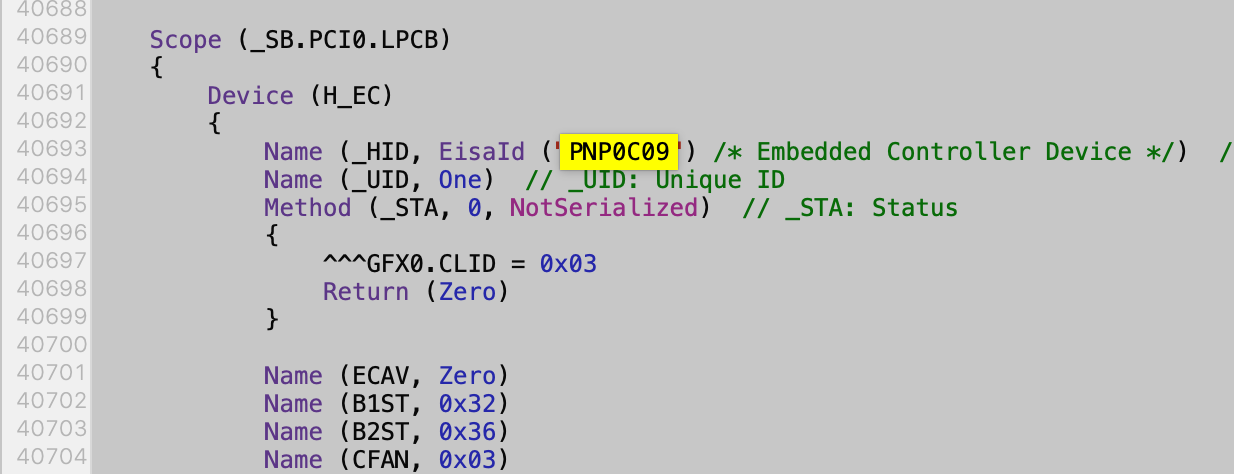 40688
40689 Scope (_SB.PCI0.LPCB)
40690 {
40691 Device (H_EC)
40692 {
40693 Name (_HID, EisaId ("PNP0C09") /* Embedded Controller Device */) /
40694 Name (_UID, One) // _UID: Unique ID
40695 Method (_STA, 0, NotSerialized) // _STA: Status
40696 {
40697 ^^^GFX0.CLID = 0x03
40698 Return (Zero)
40699 }
40700
40701 Name (ECAV, Zero)
40702 Name (B1ST, 0x32)
40703 Name (B2ST, 0x36)
40704 Name (CFAN, 0x03)